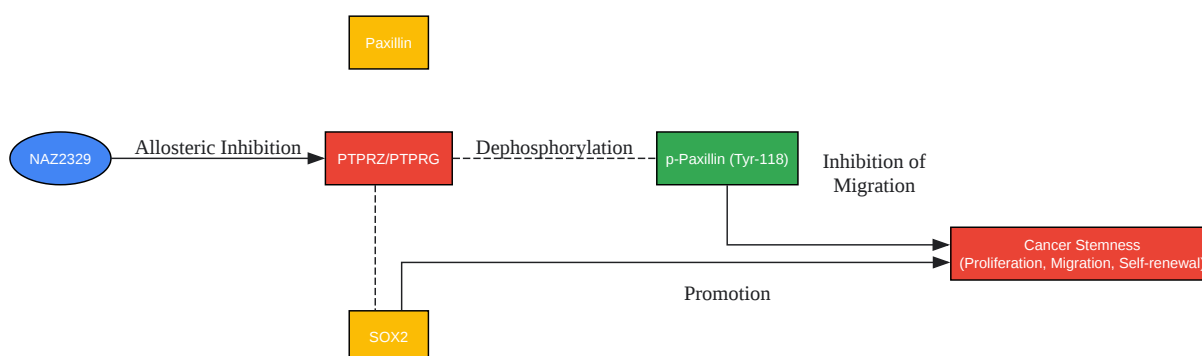 Paxillin
NAZ2329
Allosteric Inhibition
PTPRZ/PTPRG
Dephosphorylation
p-Paxillin (Tyr-118)
Inhibition of
Migration
Cancer Stemness
(Proliferation, Migration, Self-renewal)
Promotion
SOX2